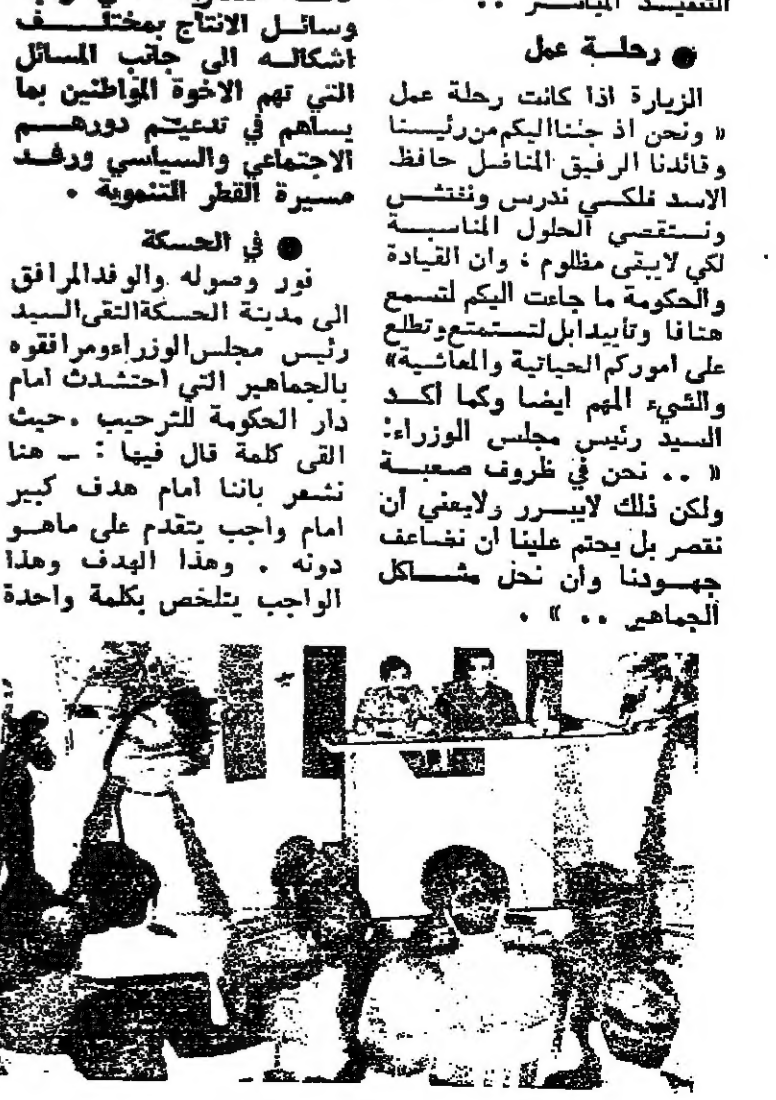 التنفيذ المباشر ..
● رحلة عمل
الزيارة اذا كانت رحلة عمل
« ونحن اذ جئنا اليكم من رئيسنا
وقائدنا الرفيق المناضل حافظ
الاسد فلكي ندرس ونفتش
ونستقصي الحلول المناسبة
لكي لايبقى مظلوم ، وان القيادة
والحكومة ما جاءت اليكم لتسمع
هتافا وتأييدا بل لتستمتع وتطلع
على اموركم الحياتية والمعاشية»
والشيء المهم ايضا وكما أكد
السيد رئيس مجلس الوزراء:
« .. نحن في ظروف صعبة
ولكن ذلك لايبرر ولايعني أن
نقصر بل يحتم علينا ان نضاعف
جهودنا وان نحل مشاكل
الجماهير .. » .
وسائل الانتاج بمختلف
اشكاله الى جانب المسائل
التي تهم الاخوة المواطنين بما
يساهم في تدعيم دورهم
الاجتماعي والسياسي ورفد
مسيرة القطر التنموية .
● في الحسكة
فور وصوله والوفد المرافق
الى مدينة الحسكة التقى السيد
رئيس مجلس الوزراء ومرافقوه
بالجماهير التي احتشدت أمام
دار الحكومة للترحيب .حيث
القى كلمة قال فيها : ـ هنا
نشعر باننا أمام هدف كبير
امام واجب يتقدم على ماهو
دونه . وهذا الهدف وهذا
الواجب يتلخص بكلمة واحدة